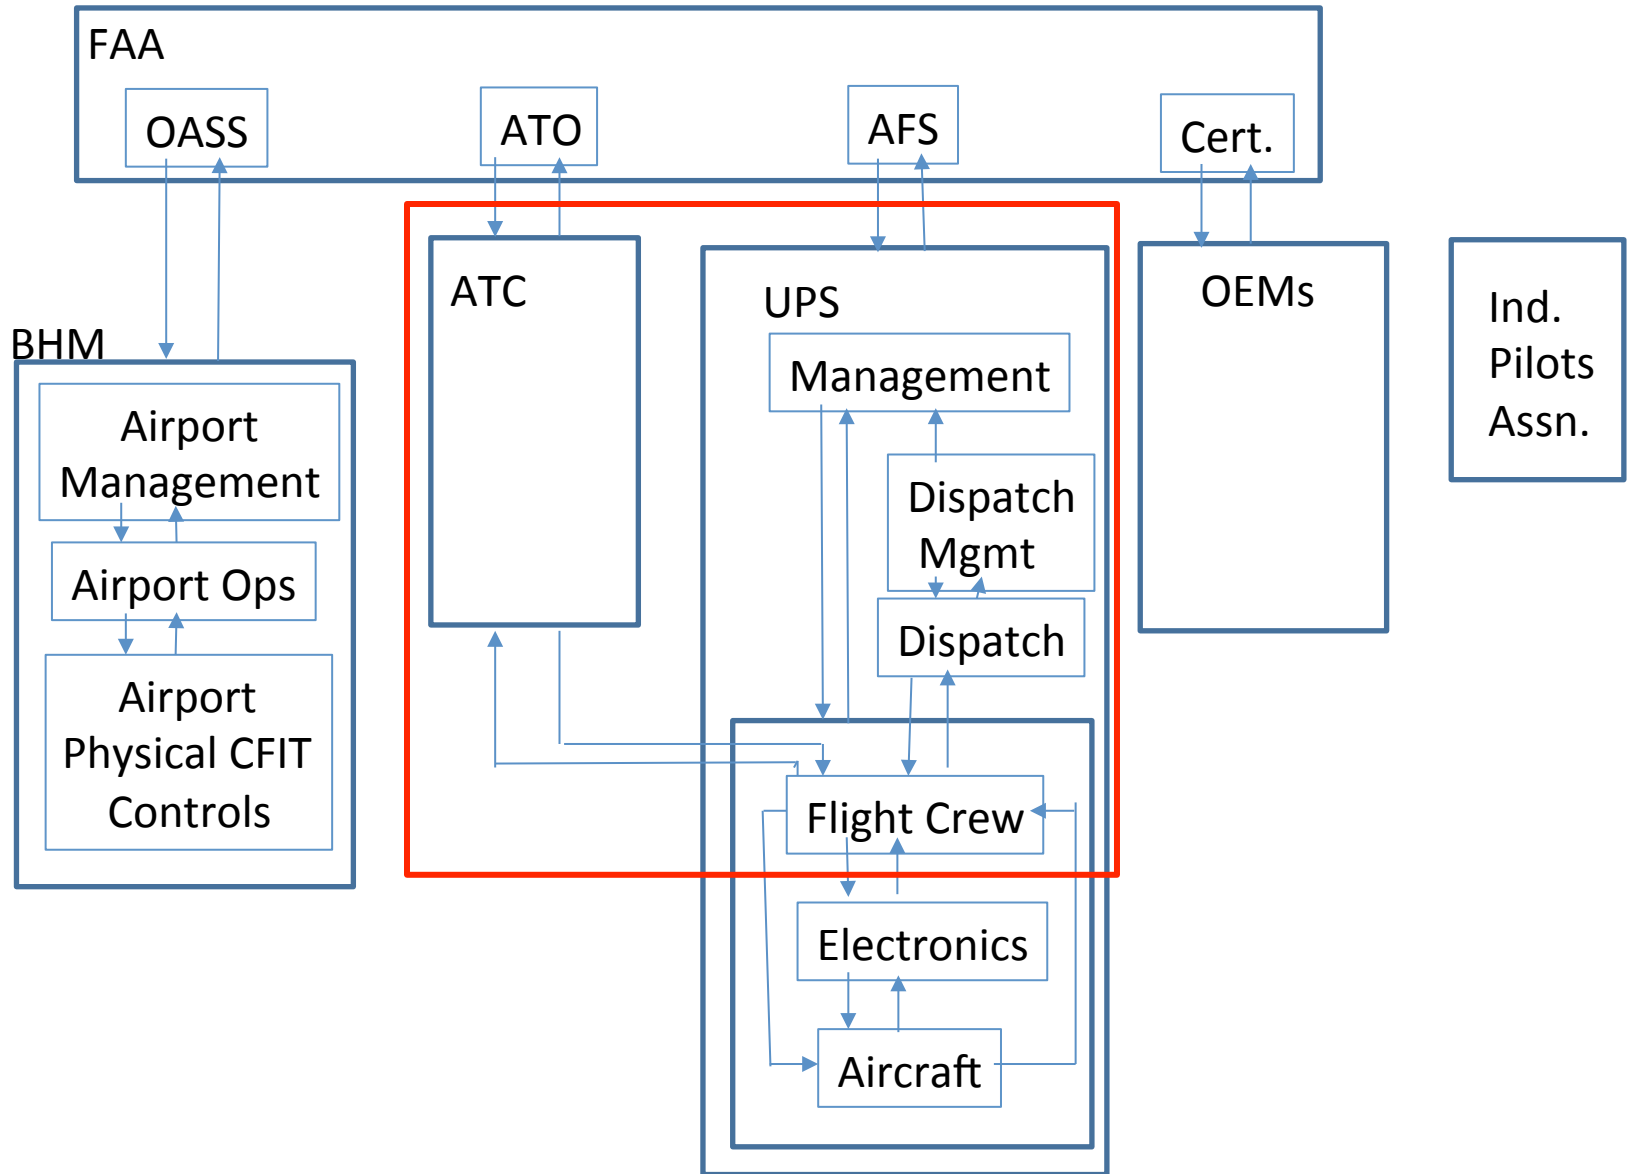 FAA
OASS
ATO
AFS
Cert.
ATC
UPS
OEMs
Ind.
Pilots
Assn.
BHM
Airport
Management
Airport Ops
Airport
Physical CFIT
Controls
Management
Dispatch
Mgmt
Dispatch
Flight Crew
Electronics
Aircraft